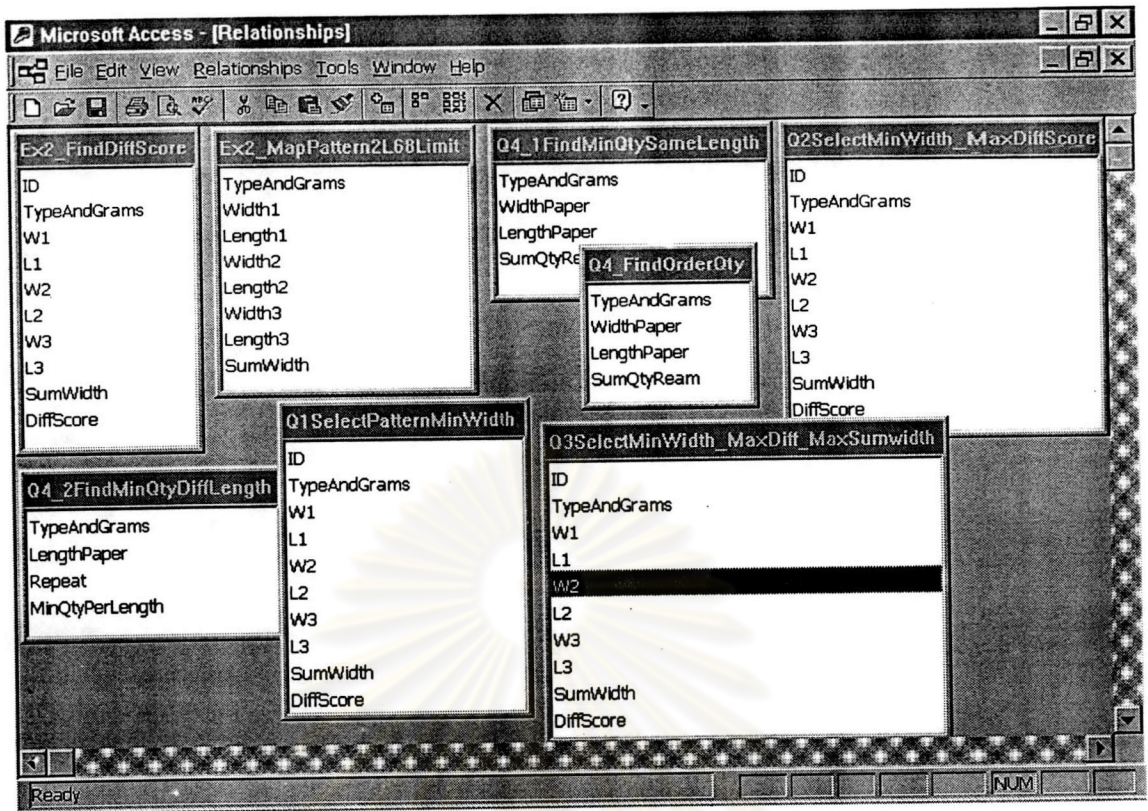 Microsoft Access - [Relationships]
File Edit View Relationships Tools Window Help
Ex2_FindDiffScore
ID
TypeAndGrams
W1
L1
W2
L2
W3
L3
SumWidth
DiffScore
Ex2_MapPattern2L68Limit
TypeAndGrams
Width1
Length1
Width2
Length2
Width3
Length3
SumWidth
Q4_1FindMinQtySameLength
TypeAndGrams
WidthPaper
LengthPaper
SumQtyRe
Q4_FindOrderQty
TypeAndGrams
WidthPaper
LengthPaper
SumQtyReam
Q2SelectMinWidth_MaxDiffScore
ID
TypeAndGrams
W1
L1
W2
L2
W3
L3
SumWidth
DiffScore
Q4_2FindMinQtyDiffLength
TypeAndGrams
LengthPaper
Repeat
MinQtyPerLength
Q1SelectPatternMinWidth
ID
TypeAndGrams
W1
L1
W2
L2
W3
L3
SumWidth
DiffScore
Q3SelectMinWidth_MaxDiff_MaxSumwidth
ID
TypeAndGrams
W1
L1
W2
L2
W3
L3
SumWidth
DiffScore
Ready
NUM